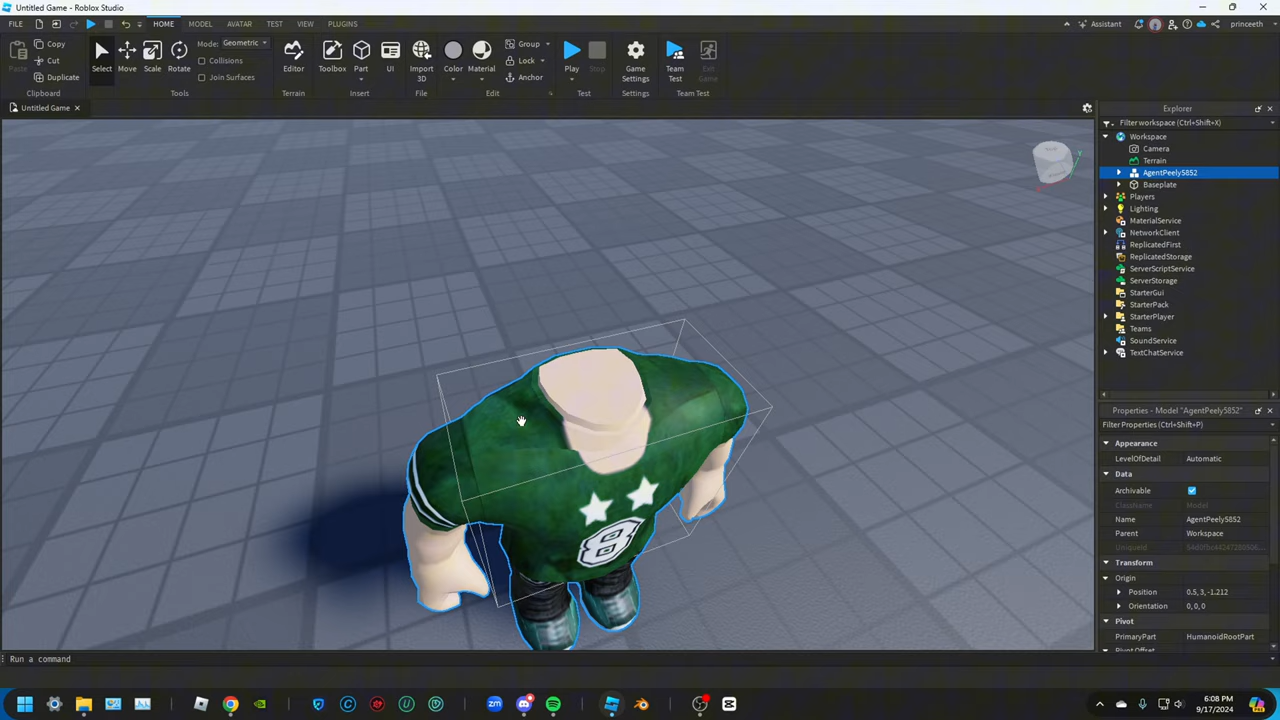 Untitled Game - Roblox Studio
FILE
HOME
MODEL
AVATAR
TEST
VIEW
PLUGINS
Assistant
princeeth
Paste
Copy
Cut
Duplicate
Clipboard
Select
Move
Scale
Rotate
Mode: Geometric
Collisions
Join Surfaces
Tools
Editor
Terrain
Toolbox
Part
UI
Insert
Import
3D
File
Color
Material
Group
Lock
Anchor
Edit
Play
Stop
Test
Game
Settings
Settings
Team
Test
Exit
Game
Team Test
Untitled Game
Explorer
Filter workspace (Ctrl+Shift+X)
Workspace
Camera
Terrain
AgentPeely5852
Baseplate
Players
Lighting
MaterialService
NetworkClient
ReplicatedFirst
ReplicatedStorage
ServerScriptService
ServerStorage
StarterGui
StarterPack
StarterPlayer
Teams
SoundService
TextChatService
Properties - Model "AgentPeely5852"
Filter Properties (Ctrl+Shift+P)
Appearance
LevelOfDetail Automatic
Data
Archivable
ClassName Model
Name AgentPeely5852
Parent Workspace
UniqueId
Transform
Origin
Position 0.5, 3, -1.212
Orientation 0, 0, 0
Pivot
PrimaryPart HumanoidRootPart
8
Run a command
6:08 PM
9/17/2024